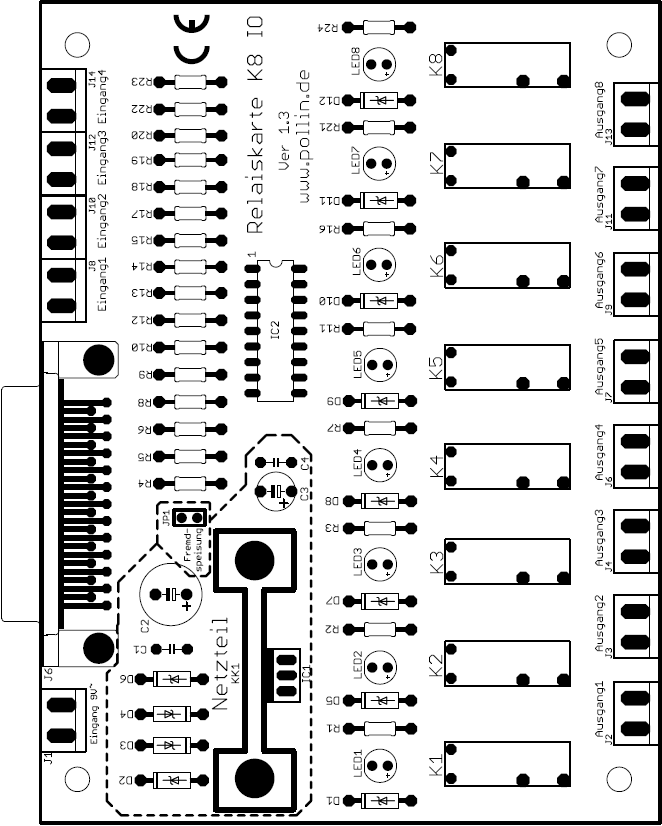 J14
Eingang4
J12
Eingang3
J10
Eingang2
J8
Eingang1
J6
J1
Eingang 9V~
R23
R22
R20
R19
R18
R17
R15
R14
R13
R12
R10
R9
R8
R6
R5
R4
JP1
Fremd-
speisung
C2
+
C1
D6
D4
D3
D2
CE
Relaiskarte K8 IO
Ver 1.3
www.pollin.de
1
IC2
C4
C3
+
Netzteil
KK1
IC1
R24
LED8
+
D12
R21
LED7
+
D11
R16
LED6
+
D10
R11
LED5
+
D9
R7
LED4
+
D8
R3
LED3
+
D7
R2
LED2
+
D5
R1
LED1
+
D1
K8
K7
K6
K5
K4
K3
K2
K1
Ausgang8
J13
Ausgang7
J11
Ausgang6
J9
Ausgang5
J7
Ausgang4
J6
Ausgang3
J4
Ausgang2
J3
Ausgang1
J2